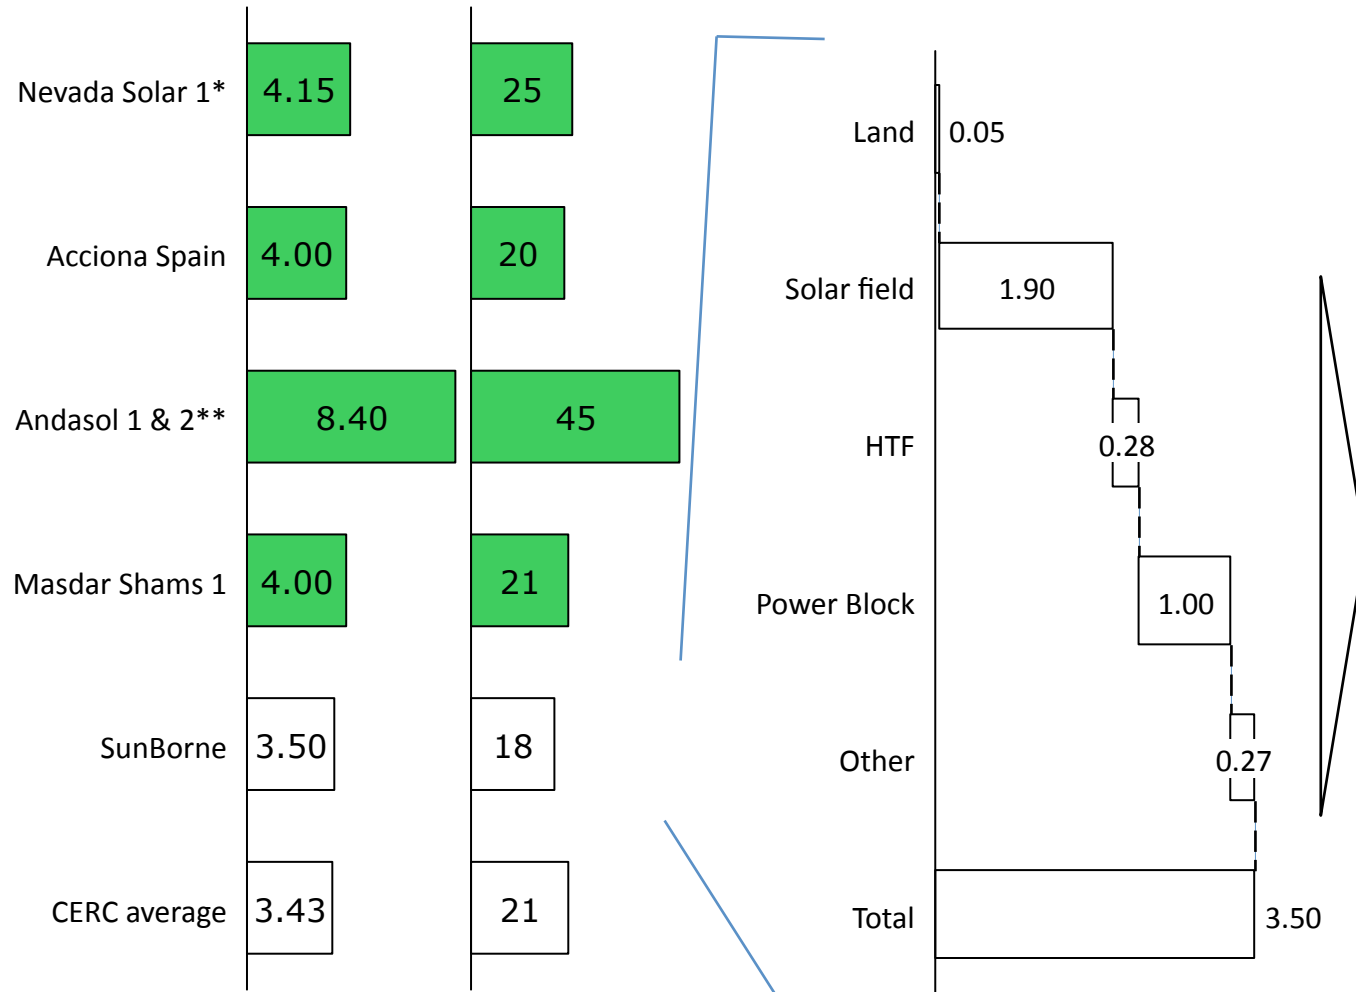 Nevada Solar 1* 4.15 25
Acciona Spain 4.00 20
Andasol 1 & 2** 8.40 45
Masdar Shams 1 4.00 21
SunBorne 3.50 18
CERC average 3.43 21
Land 0.05
Solar field 1.90
HTF 0.28
Power Block 1.00
Other 0.27
Total 3.50